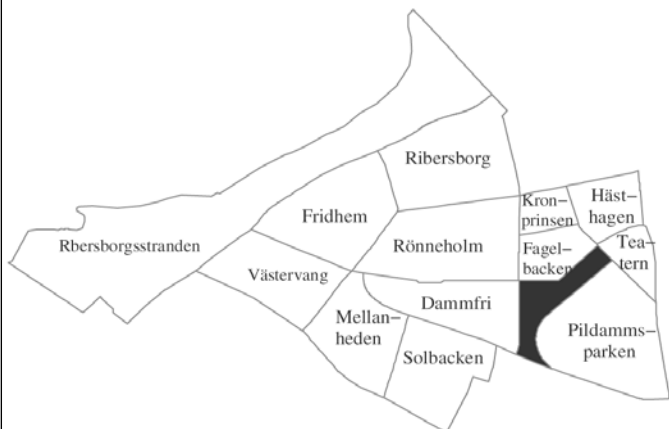 Ribersborg
Kron–
prinsen
Häst–
hagen
Fridhem
Rbersborgsstranden
Rönneholm
Fagel–
backen
Tea–
tern
Västervang
Dammfri
Mellan–
heden
Pildamms–
parken
Solbacken